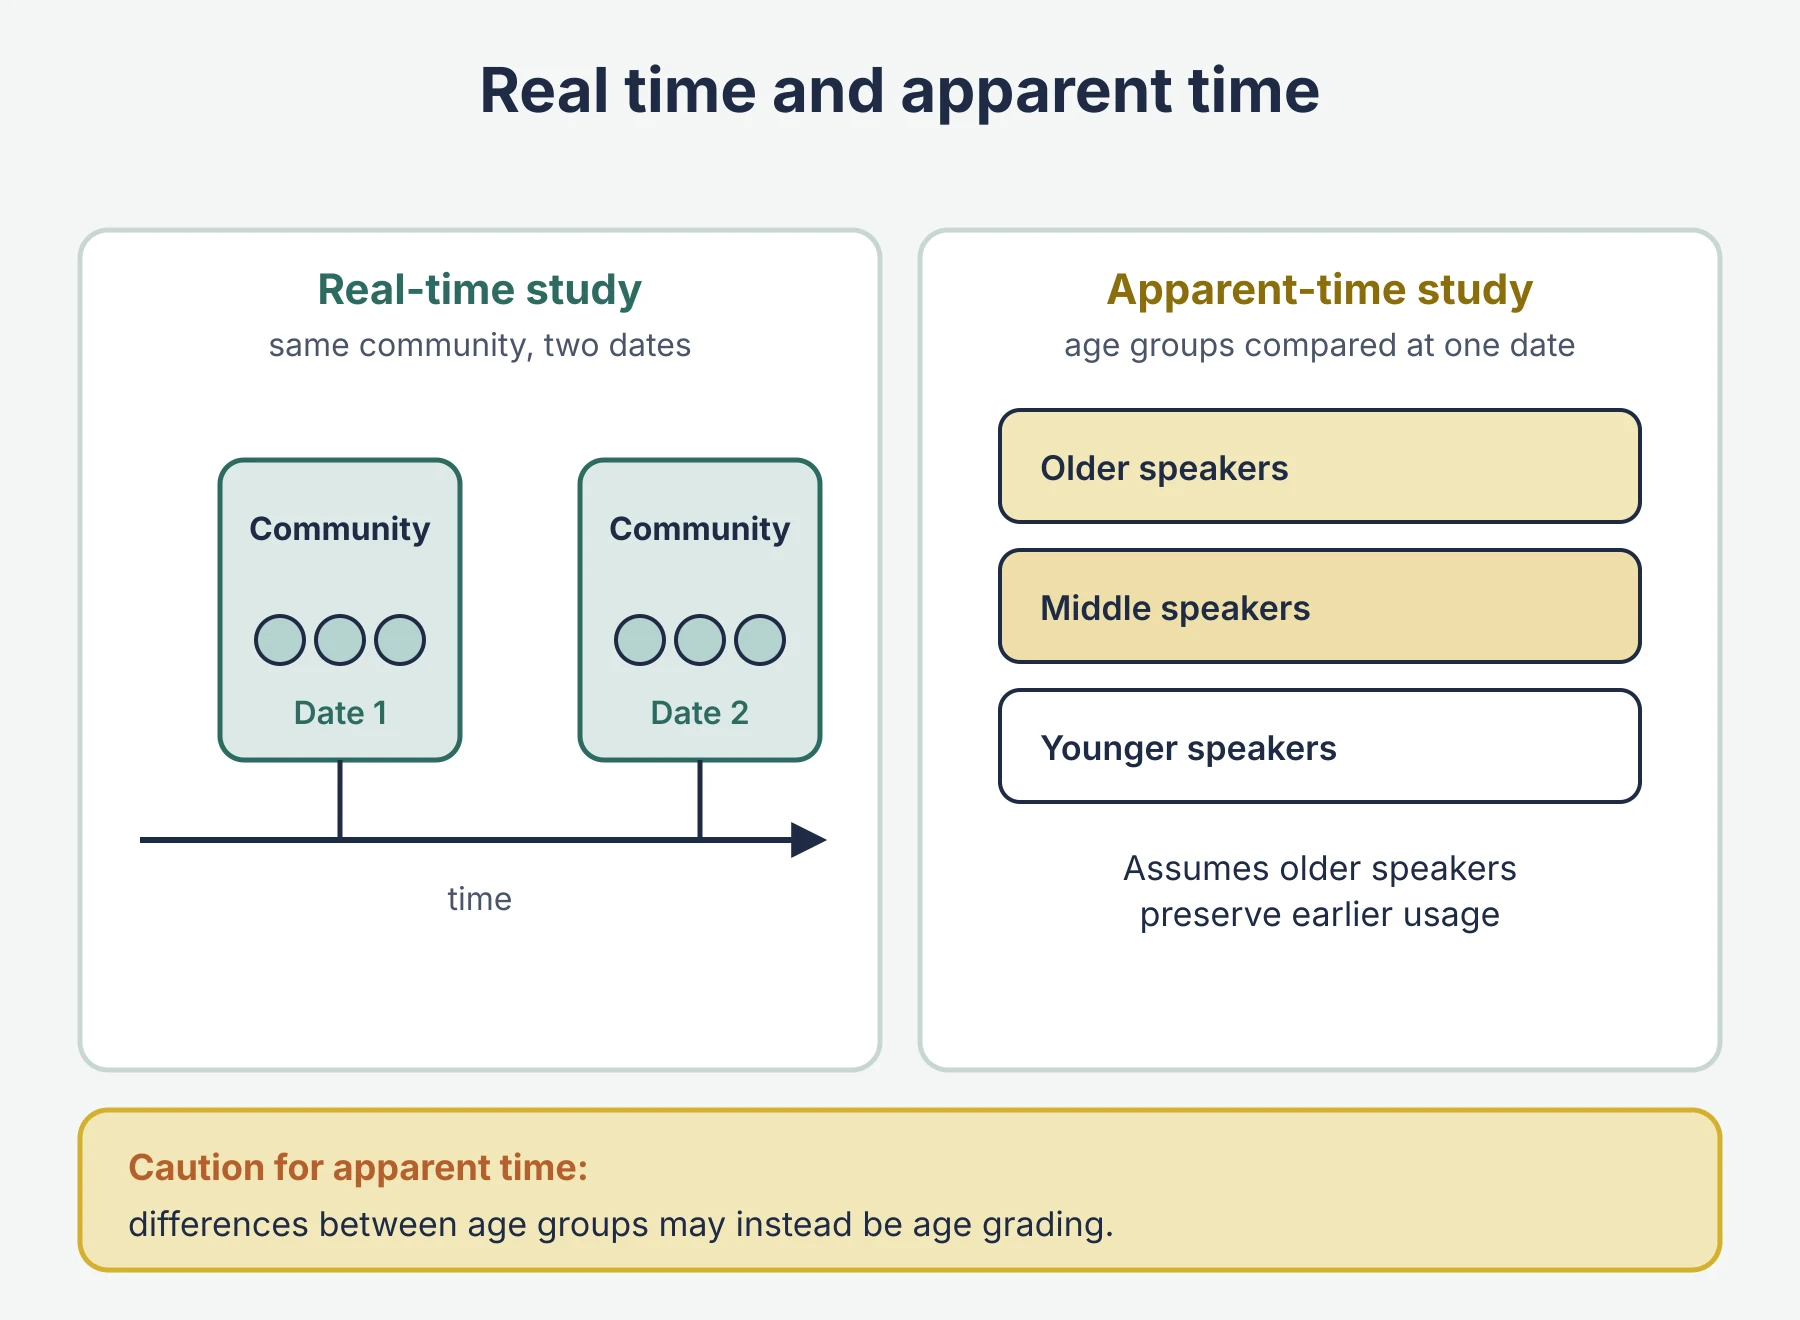 Real time and apparent time
Real-time study
same community, two dates
Community
Date 1
Community
Date 2
time
Apparent-time study
age groups compared at one date
Older speakers
Middle speakers
Younger speakers
Assumes older speakers
preserve earlier usage
Caution for apparent time:
differences between age groups may instead be age grading.